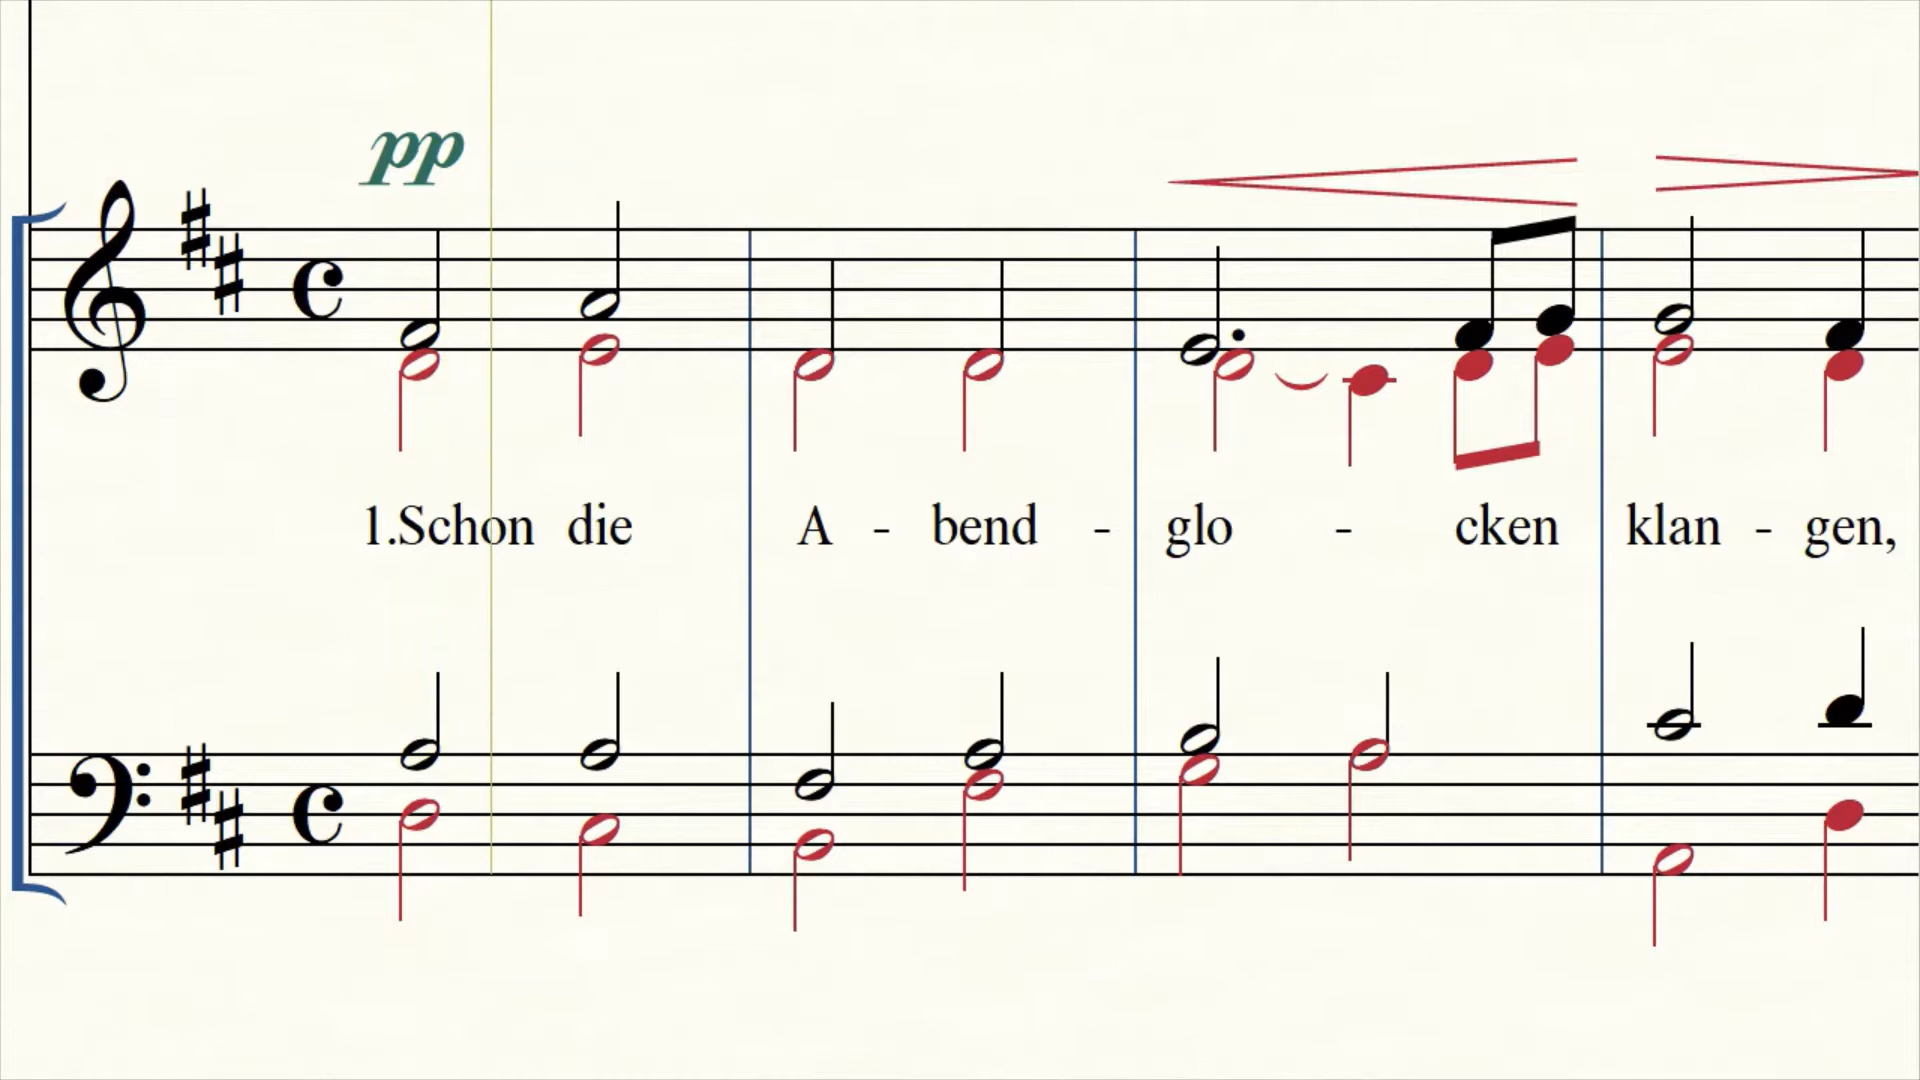 pp
1.Schon die A - bend - glo - cken klan - gen,